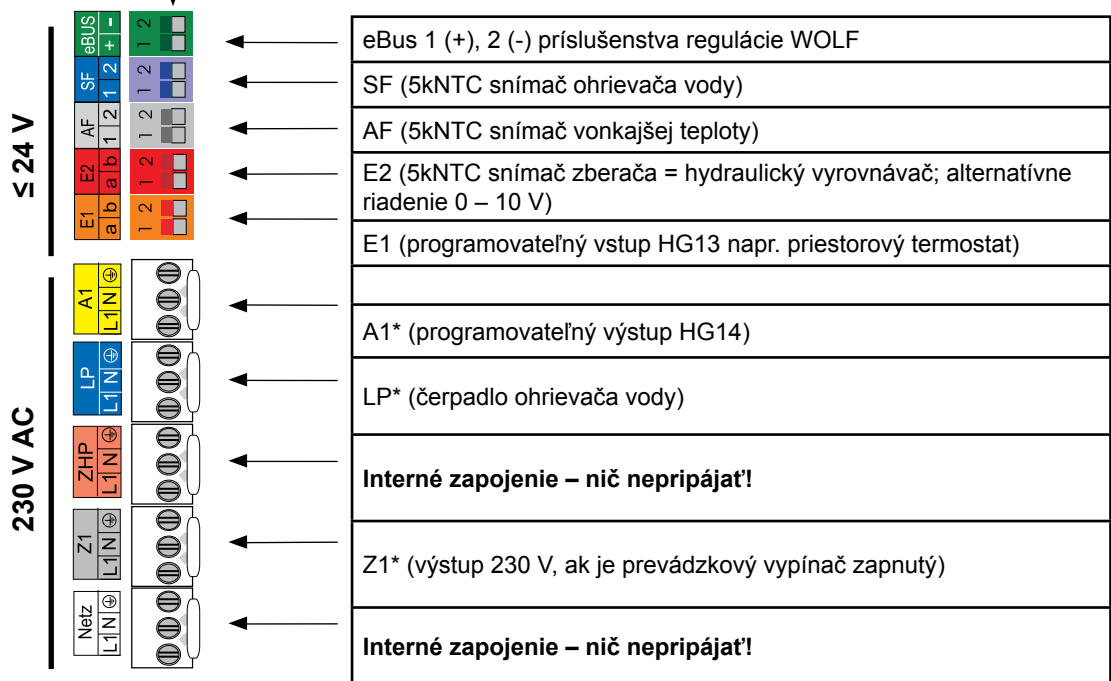 ≤ 24 V
230 V AC
eBUS
+ -
1 2
eBus 1 (+), 2 (-) príslušenstva regulácie WOLF
SF
1 2
1 2
SF (5kNTC snímač ohrievača vody)
AF
1 2
1 2
AF (5kNTC snímač vonkajšej teploty)
E2
a b
1 2
E2 (5kNTC snímač zberača = hydraulický vyrovnávač; alternatívne
riadenie 0 – 10 V)
E1
a b
1 2
E1 (programovateľný vstup HG13 napr. priestorový termostat)
A1
L1 N
A1* (programovateľný výstup HG14)
LP
L1 N
LP* (čerpadlo ohrievača vody)
ZHP
L1 N
Interné zapojenie – nič nepripájať!
Z1
L1 N
Z1* (výstup 230 V, ak je prevádzkový vypínač zapnutý)
Netz
L1 N
Interné zapojenie – nič nepripájať!